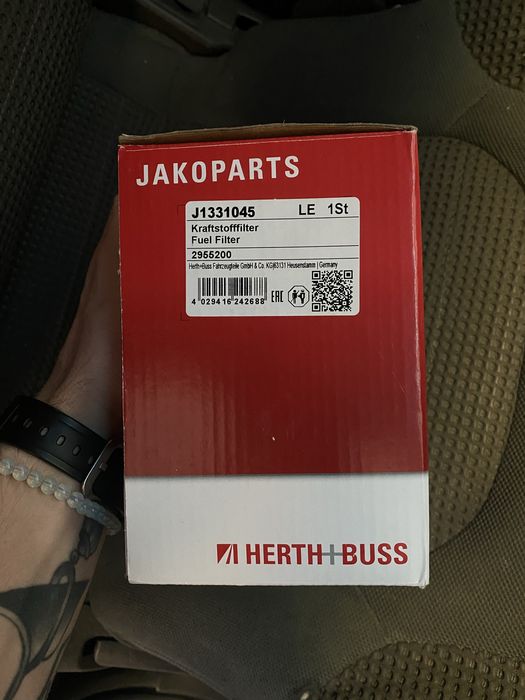 JAKOPARTS
J1331045 LE 1St
Kraftstofffilter
Fuel Filter
2955200
Herth+Buss Fahrzeugteile GmbH & Co. KG|63131 Heusenstamm | Germany
4 029416 242688
EAC
HERTH+BUSS